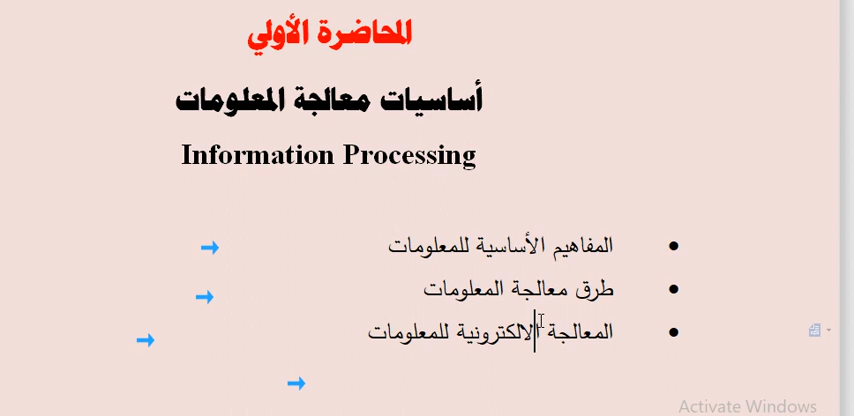 المحاضرة الأولي
أساسيات معالجة المعلومات
Information Processing
• المفاهيم الأساسية للمعلومات
• طرق معالجة المعلومات
• المعالجة الالكترونية للمعلومات
Activate Windows